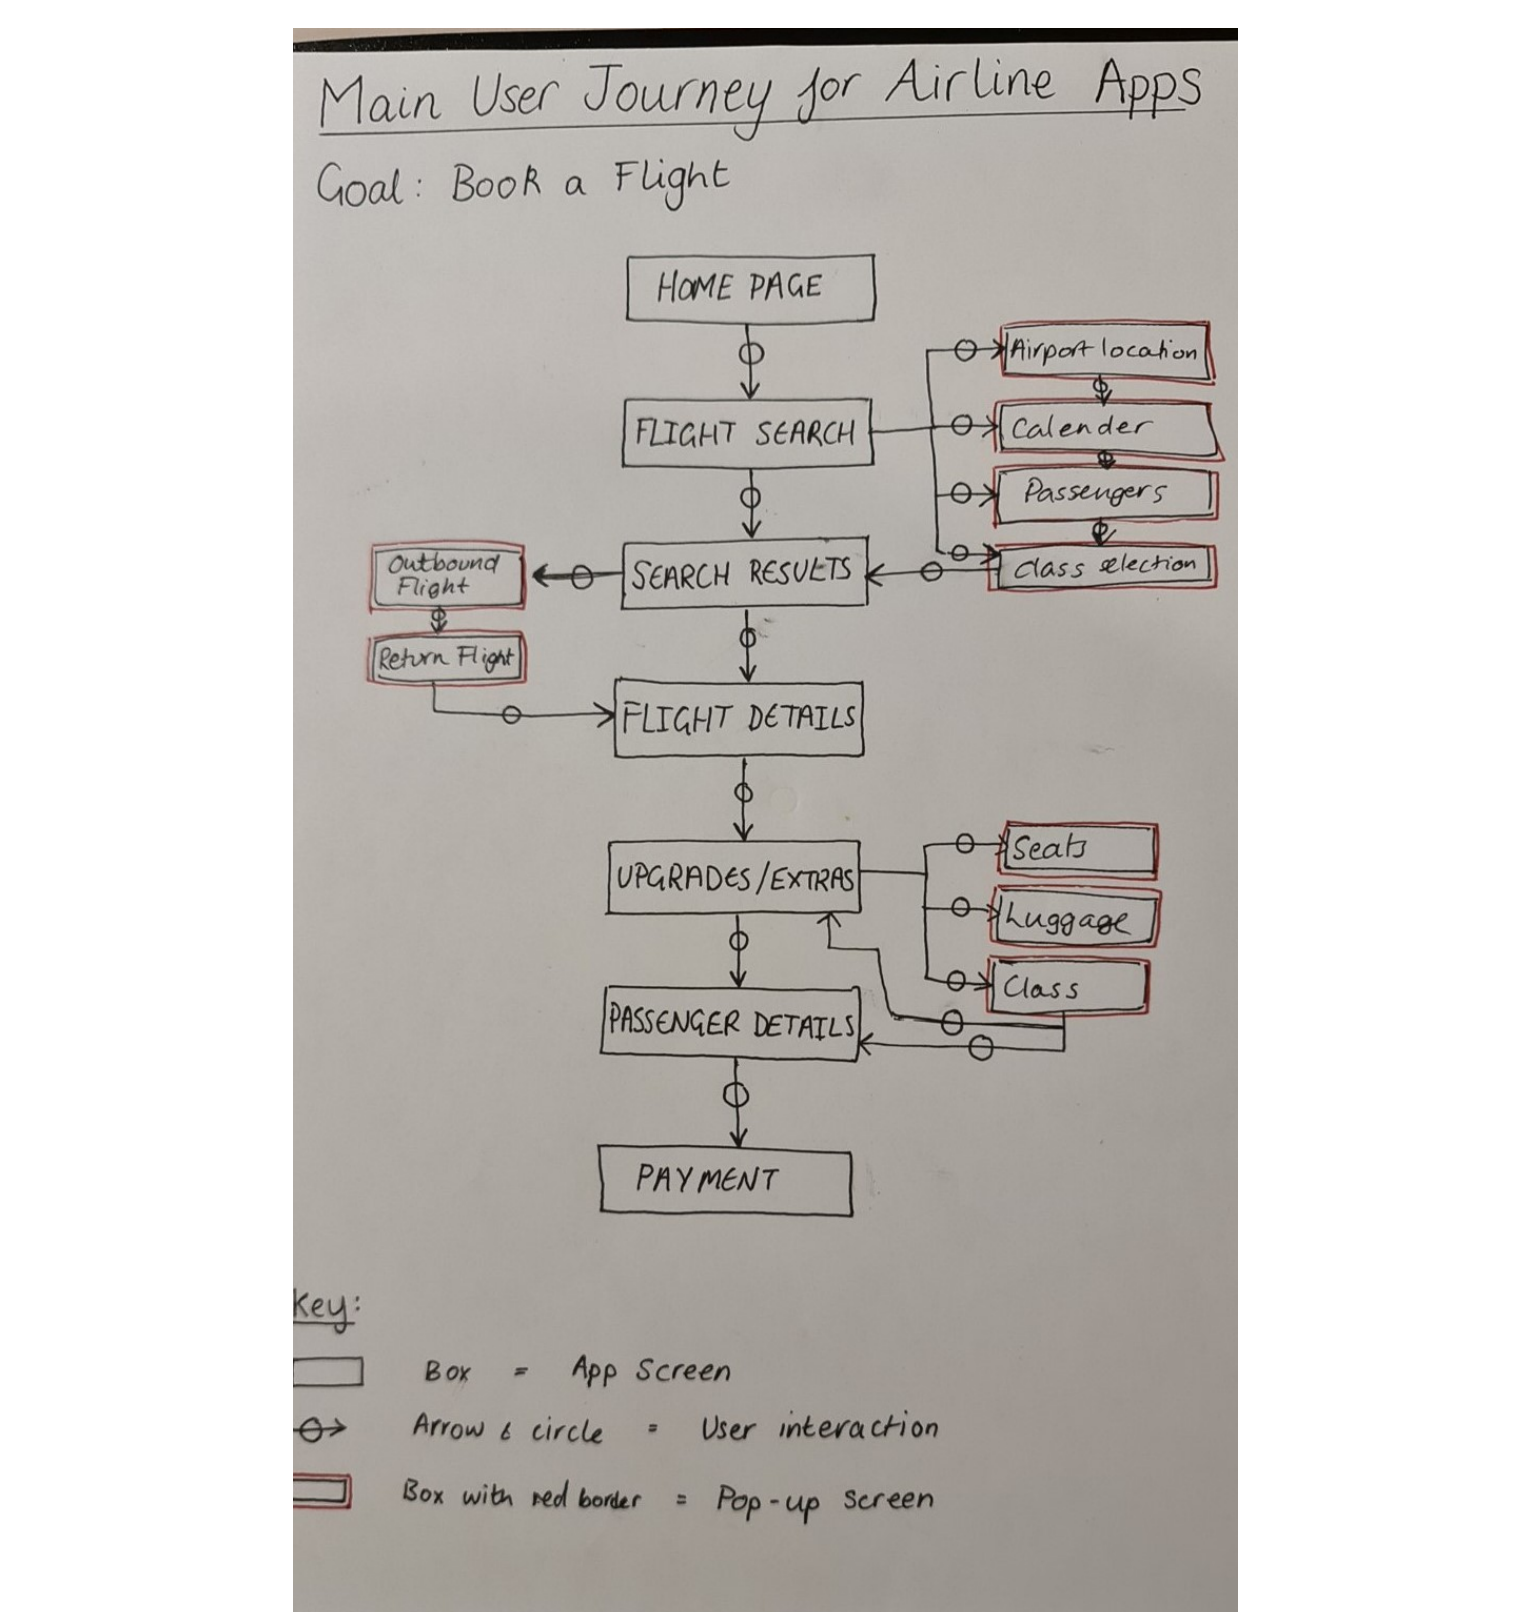 Main User Journey for Airline Apps
Goal: Book a Flight
HOME PAGE
Airport location
FLIGHT SEARCH
Calender
Passengers
Class selection
SEARCH RESULTS
Outbound
Flight
Return Flight
FLIGHT DETAILS
Seats
UPGRADES/EXTRAS
Luggage
Class
PASSENGER DETAILS
PAYMENT
Key:
Box = App Screen
Arrow & circle = User interaction
Box with red border = Pop-up screen